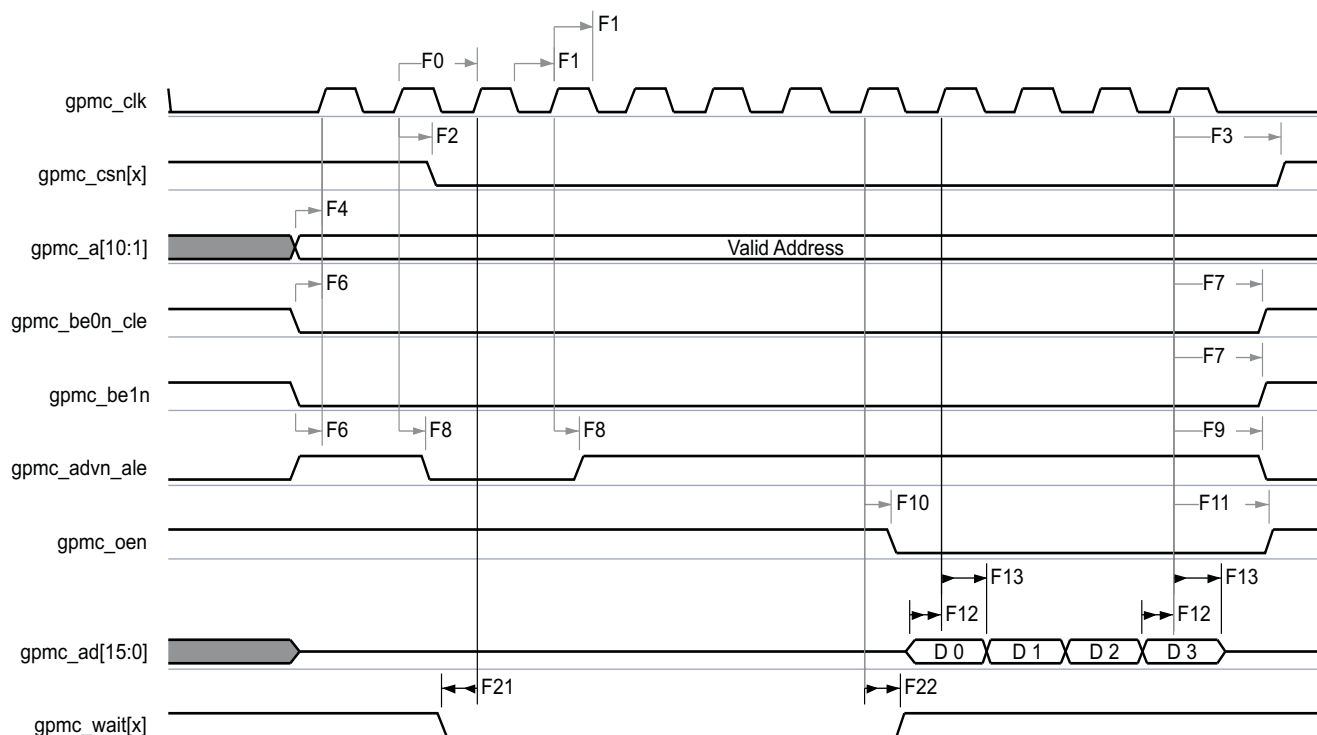 F1
F0
F1
gpmc_clk
F2
F3
gpmc_csn[x]
F4
gpmc_a[10:1]
Valid Address
F6
F7
gpmc_be0n_cle
F7
gpmc_be1n
F6
F8
F8
F9
gpmc_advn_ale
F10
F11
gpmc_oen
F13
F13
F12
F12
gpmc_ad[15:0]
D 0
D 1
D 2
D 3
F21
F22
gpmc_wait[x]